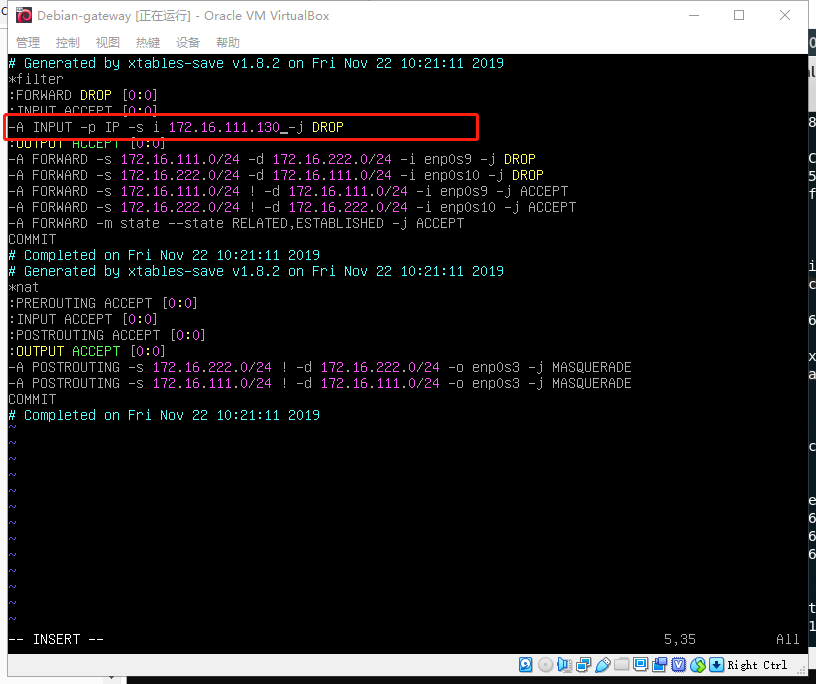 Debian-gateway [正在运行] - Oracle VM VirtualBox
管理 控制 视图 热键 设备 帮助
# Generated by xtables-save v1.8.2 on Fri Nov 22 10:21:11 2019
*filter
:FORWARD DROP [0:0]
:INPUT ACCEPT [0:0]
-A INPUT -p IP -s i 172.16.111.130_-j DROP
:OUTPUT ACCEPT [0:0]
-A FORWARD -s 172.16.111.0/24 -d 172.16.222.0/24 -i enp0s9 -j DROP
-A FORWARD -s 172.16.222.0/24 -d 172.16.111.0/24 -i enp0s10 -j DROP
-A FORWARD -s 172.16.111.0/24 ! -d 172.16.111.0/24 -i enp0s9 -j ACCEPT
-A FORWARD -s 172.16.222.0/24 ! -d 172.16.222.0/24 -i enp0s10 -j ACCEPT
-A FORWARD -m state --state RELATED,ESTABLISHED -j ACCEPT
COMMIT
# Completed on Fri Nov 22 10:21:11 2019
# Generated by xtables-save v1.8.2 on Fri Nov 22 10:21:11 2019
*nat
:PREROUTING ACCEPT [0:0]
:INPUT ACCEPT [0:0]
:POSTROUTING ACCEPT [0:0]
:OUTPUT ACCEPT [0:0]
-A POSTROUTING -s 172.16.222.0/24 ! -d 172.16.222.0/24 -o enp0s3 -j MASQUERADE
-A POSTROUTING -s 172.16.111.0/24 ! -d 172.16.111.0/24 -o enp0s3 -j MASQUERADE
COMMIT
# Completed on Fri Nov 22 10:21:11 2019
~
~
~
~
~
~
~
~
~
~
~
~
~
-- INSERT -- 5,35 All
Right Ctrl